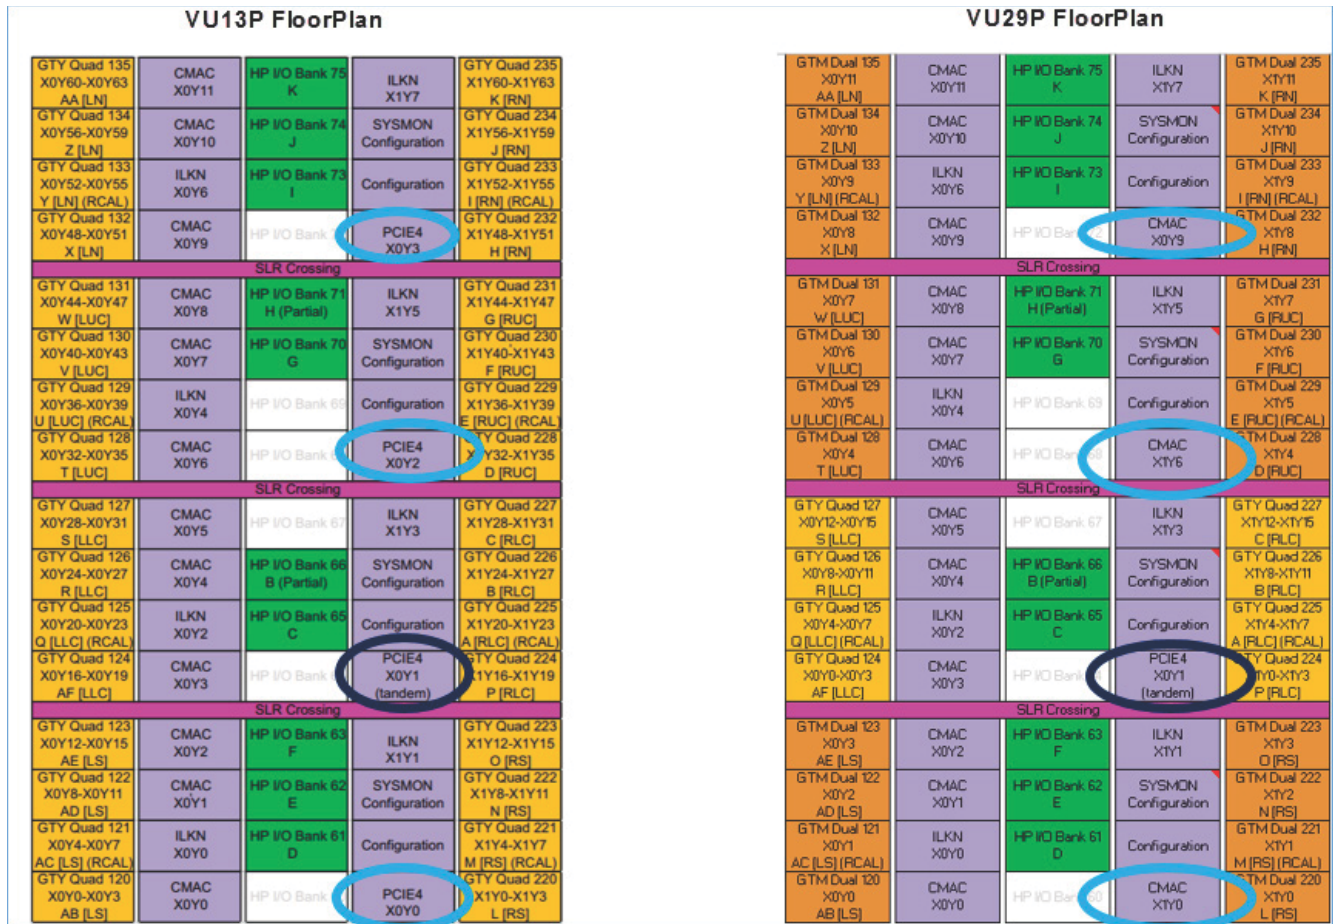 VU13P FloorPlan
GTY Quad 135
X0Y60-X0Y63
AA [LN]
CMAC
X0Y11
HP I/O Bank 75
K
ILKN
X1Y7
GTY Quad 235
X1Y60-X1Y63
K [RN]
GTY Quad 134
X0Y56-X0Y59
Z [LN]
CMAC
X0Y10
HP I/O Bank 74
J
SYSMON
Configuration
GTY Quad 234
X1Y56-X1Y59
J [RN]
GTY Quad 133
X0Y52-X0Y55
Y [LN] (RCAL)
ILKN
X0Y6
HP I/O Bank 73
I
Configuration
GTY Quad 233
X1Y52-X1Y55
I [RN] (RCAL)
GTY Quad 132
X0Y48-X0Y51
X [LN]
CMAC
X0Y9
HP I/O Bank
PCIE4
X0Y3
GTY Quad 232
X1Y48-X1Y51
H [RN]
SLR Crossing
GTY Quad 131
X0Y44-X0Y47
W [LUC]
CMAC
X0Y8
HP I/O Bank 71
H (Partial)
ILKN
X1Y5
GTY Quad 231
X1Y44-X1Y47
G [RUC]
GTY Quad 130
X0Y40-X0Y43
V [LUC]
CMAC
X0Y7
HP I/O Bank 70
G
SYSMON
Configuration
GTY Quad 230
X1Y40-X1Y43
F [RUC]
GTY Quad 129
X0Y36-X0Y39
U [LUC] (RCAL)
ILKN
X0Y4
HP I/O Bank 69
Configuration
GTY Quad 229
X1Y36-X1Y39
E [RUC] (RCAL)
GTY Quad 128
X0Y32-X0Y35
T [LUC]
CMAC
X0Y6
HP I/O Bank
PCIE4
X0Y2
GTY Quad 228
X1Y32-X1Y35
D [RUC]
SLR Crossing
GTY Quad 127
X0Y28-X0Y31
S [LLC]
CMAC
X0Y5
HP I/O Bank 67
ILKN
X1Y3
GTY Quad 227
X1Y28-X1Y31
C [RLC]
GTY Quad 126
X0Y24-X0Y27
R [LLC]
CMAC
X0Y4
HP I/O Bank 66
B (Partial)
SYSMON
Configuration
GTY Quad 226
X1Y24-X1Y27
B [RLC]
GTY Quad 125
X0Y20-X0Y23
Q [LLC] (RCAL)
ILKN
X0Y2
HP I/O Bank 65
C
Configuration
GTY Quad 225
X1Y20-X1Y23
A [RLC] (RCAL)
GTY Quad 124
X0Y16-X0Y19
AF [LLC]
CMAC
X0Y3
HP I/O Bank
PCIE4
X0Y1
(tandem)
GTY Quad 224
X1Y16-X1Y19
P [RLC]
SLR Crossing
GTY Quad 123
X0Y12-X0Y15
AE [LS]
CMAC
X0Y2
HP I/O Bank 63
F
ILKN
X1Y1
GTY Quad 223
X1Y12-X1Y15
O [RS]
GTY Quad 122
X0Y8-X0Y11
AD [LS]
CMAC
X0Y1
HP I/O Bank 62
E
SYSMON
Configuration
GTY Quad 222
X1Y8-X1Y11
N [RS]
GTY Quad 121
X0Y4-X0Y7
AC [LS] (RCAL)
ILKN
X0Y0
HP I/O Bank 61
D
Configuration
GTY Quad 221
X1Y4-X1Y7
M [RS] (RCAL)
GTY Quad 120
X0Y0-X0Y3
AB [LS]
CMAC
X0Y0
HP I/O Bank
PCIE4
X0Y0
GTY Quad 220
X1Y0-X1Y3
L [RS]
VU29P FloorPlan
GTM Dual 135
X0Y11
AA [LN]
CMAC
X0Y11
HP I/O Bank 75
K
ILKN
X1Y7
GTM Dual 235
X1Y11
K [RN]
GTM Dual 134
X0Y10
Z [LN]
CMAC
X0Y10
HP I/O Bank 74
J
SYSMON
Configuration
GTM Dual 234
X1Y10
J [RN]
GTM Dual 133
X0Y9
Y [LN] (RCAL)
ILKN
X0Y6
HP I/O Bank 73
I
Configuration
GTM Dual 233
X1Y9
I [RN] (RCAL)
GTM Dual 132
X0Y8
X [LN]
CMAC
X0Y9
HP I/O
CMAC
X0Y9
GTM Dual 232
X1Y8
H [RN]
SLR Crossing
GTM Dual 131
X0Y7
W [LUC]
CMAC
X0Y8
HP I/O Bank 71
H (Partial)
ILKN
X1Y5
GTM Dual 231
X1Y7
G [RUC]
GTM Dual 130
X0Y6
V [LUC]
CMAC
X0Y7
HP I/O Bank 70
G
SYSMON
Configuration
GTM Dual 230
X1Y6
F [RUC]
GTM Dual 129
X0Y5
U [LUC] (RCAL)
ILKN
X0Y4
HP I/O Bank 69
Configuration
GTM Dual 229
X1Y5
E [RUC] (RCAL)
GTM Dual 128
X0Y4
T [LUC]
CMAC
X0Y6
HP I/O
CMAC
X1Y6
GTM Dual 228
X1Y4
D [RUC]
SLR Crossing
GTY Quad 127
X0Y12-X0Y15
S [LLC]
CMAC
X0Y5
HP I/O Bank 67
ILKN
X1Y3
GTY Quad 227
X1Y12-X1Y15
C [RLC]
GTY Quad 126
X0Y8-X0Y11
R [LLC]
CMAC
X0Y4
HP I/O Bank 66
B (Partial)
SYSMON
Configuration
GTY Quad 226
X1Y8-X1Y11
B [RLC]
GTY Quad 125
X0Y4-X0Y7
Q [LLC] (RCAL)
ILKN
X0Y2
HP I/O Bank 65
C
Configuration
GTY Quad 225
X1Y4-X1Y7
A [RLC] (RCAL)
GTY Quad 124
X0Y0-X0Y3
AF [LLC]
CMAC
X0Y3
HP I/O
PCIE4
X0Y1
(tandem)
GTY Quad 224
X1Y0-X1Y3
P [RLC]
SLR Crossing
GTM Dual 123
X0Y3
AE [LS]
CMAC
X0Y2
HP I/O Bank 63
F
ILKN
X1Y1
GTM Dual 223
X1Y3
O [RS]
GTM Dual 122
X0Y2
AD [LS]
CMAC
X0Y1
HP I/O Bank 62
E
SYSMON
Configuration
GTM Dual 222
X1Y2
N [RS]
GTM Dual 121
X0Y1
AC [LS] (RCAL)
ILKN
X0Y0
HP I/O Bank 61
D
Configuration
GTM Dual 221
X1Y1
M [RS] (RCAL)
GTM Dual 120
X0Y0
AB [LS]
CMAC
X0Y0
HP I/O
CMAC
X1Y0
GTM Dual 220
X1Y0
[RS]